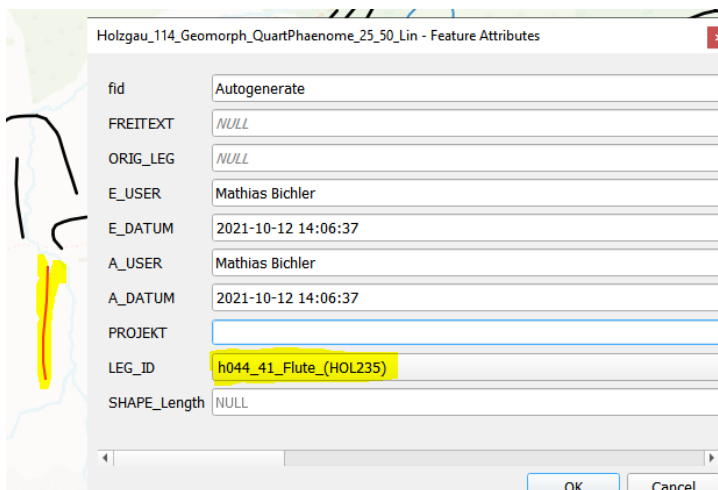 Holzgau_114_Geomorph_QuartPhaenome_25_50_Lin - Feature Attributes
fid Autogenerate
FREITEXT NULL
ORIG_LEG NULL
E_USER Mathias Bichler
E_DATUM 2021-10-12 14:06:37
A_USER Mathias Bichler
A_DATUM 2021-10-12 14:06:37
PROJEKT
LEG_ID h044_41_Flute_(HOL235)
SHAPE_Length NULL
OK Cancel